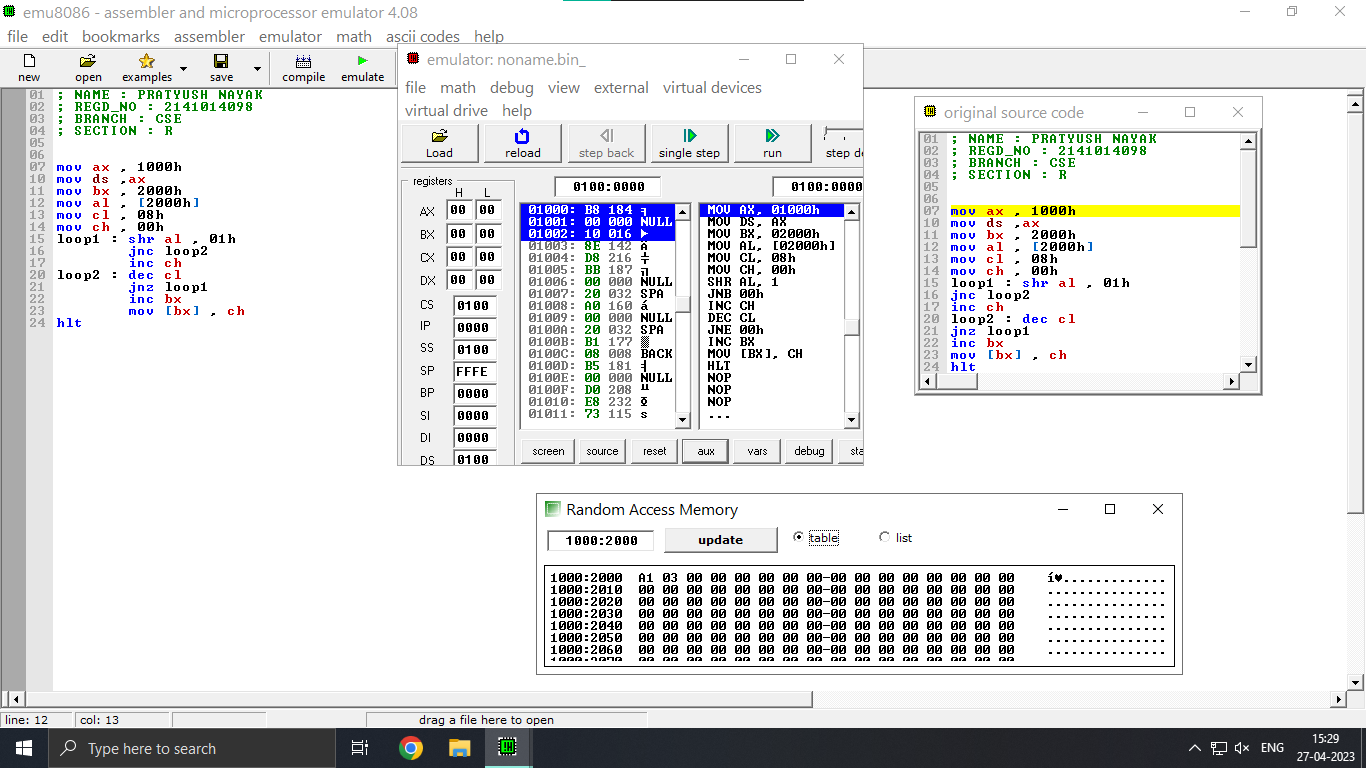 emu8086 - assembler and microprocessor emulator 4.08
file edit bookmarks assembler emulator math ascii codes help
new open examples save compile emulate
01 ; NAME : PRATYUSH NAYAK
02 ; REGD_NO : 2141014098
03 ; BRANCH : CSE
04 ; SECTION : R
05
06
07 mov ax , 1000h
10 mov ds ,ax
11 mov bx , 2000h
12 mov al , [2000h]
13 mov cl , 08h
14 mov ch , 00h
15 loop1 : shr al , 01h
16 jnc loop2
17 inc ch
20 loop2 : dec cl
21 jnz loop1
22 inc bx
23 mov [bx] , ch
24 hlt
emulator: noname.bin_
file math debug view external virtual devices
virtual drive help
Load reload step back single step run step de
registers H L
AX 00 00
BX 00 00
CX 00 00
DX 00 00
CS 0100
IP 0000
SS 0100
SP FFFE
BP 0000
SI 0000
DI 0000
DS 0100
0100:0000 0100:0000
01000: B8 184 ╕
01001: 00 000 NULL
01002: 10 016 ►
01003: 8E 142 Ä
01004: D8 216 ╪
01005: BB 187 ╗
01006: 00 000 NULL
01007: 20 032 SPA
01008: A0 160 á
01009: 00 000 NULL
0100A: 20 032 SPA
0100B: B1 177 ▒
0100C: 08 008 BACK
0100D: B5 181 ╡
0100E: 00 000 NULL
0100F: D0 208 ╨
01010: E8 232 Φ
01011: 73 115 s
MOV AX, 01000h
MOV DS, AX
MOV BX, 02000h
MOV AL, [02000h]
MOV CL, 08h
MOV CH, 00h
SHR AL, 1
JNB 00h
INC CH
DEC CL
JNE 00h
INC BX
MOV [BX], CH
HLT
NOP
NOP
NOP
...
screen source reset aux vars debug sta
original source code
01 ; NAME : PRATYUSH NAYAK
02 ; REGD_NO : 2141014098
03 ; BRANCH : CSE
04 ; SECTION : R
05
06
07 mov ax , 1000h
10 mov ds ,ax
11 mov bx , 2000h
12 mov al , [2000h]
13 mov cl , 08h
14 mov ch , 00h
15 loop1 : shr al , 01h
16 jnc loop2
17 inc ch
20 loop2 : dec cl
21 jnz loop1
22 inc bx
23 mov [bx] , ch
24 hlt
Random Access Memory
1000:2000 update table list
1000:2000 A1 03 00 00 00 00 00 00-00 00 00 00 00 00 00 00 í♥..............
1000:2010 00 00 00 00 00 00 00 00-00 00 00 00 00 00 00 00 ................
1000:2020 00 00 00 00 00 00 00 00-00 00 00 00 00 00 00 00 ................
1000:2030 00 00 00 00 00 00 00 00-00 00 00 00 00 00 00 00 ................
1000:2040 00 00 00 00 00 00 00 00-00 00 00 00 00 00 00 00 ................
1000:2050 00 00 00 00 00 00 00 00-00 00 00 00 00 00 00 00 ................
1000:2060 00 00 00 00 00 00 00 00-00 00 00 00 00 00 00 00 ................
line: 12 col: 13 drag a file here to open
Type here to search
ENG
15:29
27-04-2023